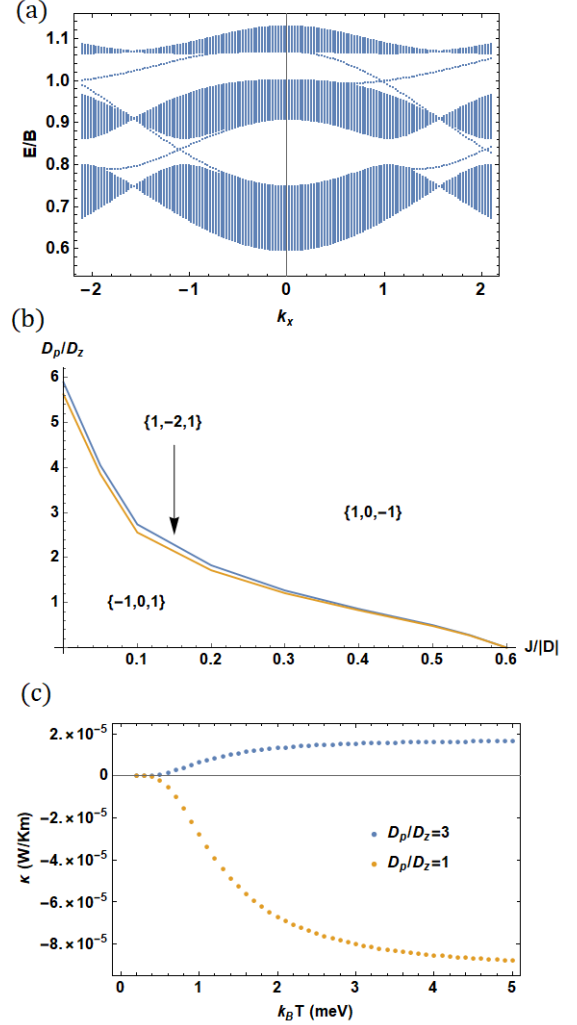 (a)
1.1
1.0
0.9
0.8
0.7
0.6
E/B
−2 −1 0 1 2
k_x
(b)
D_p/D_z
6
5
4
3
2
1
{1,−2,1}
{1,0,−1}
{−1,0,1}
0.1 0.2 0.3 0.4 0.5 0.6
J/|D|
(c)
2.×10⁻⁵
0
−2.×10⁻⁵
−4.×10⁻⁵
−6.×10⁻⁵
−8.×10⁻⁵
κ (W/Km)
D_p/D_z=3
D_p/D_z=1
0 1 2 3 4 5
k_B T (meV)